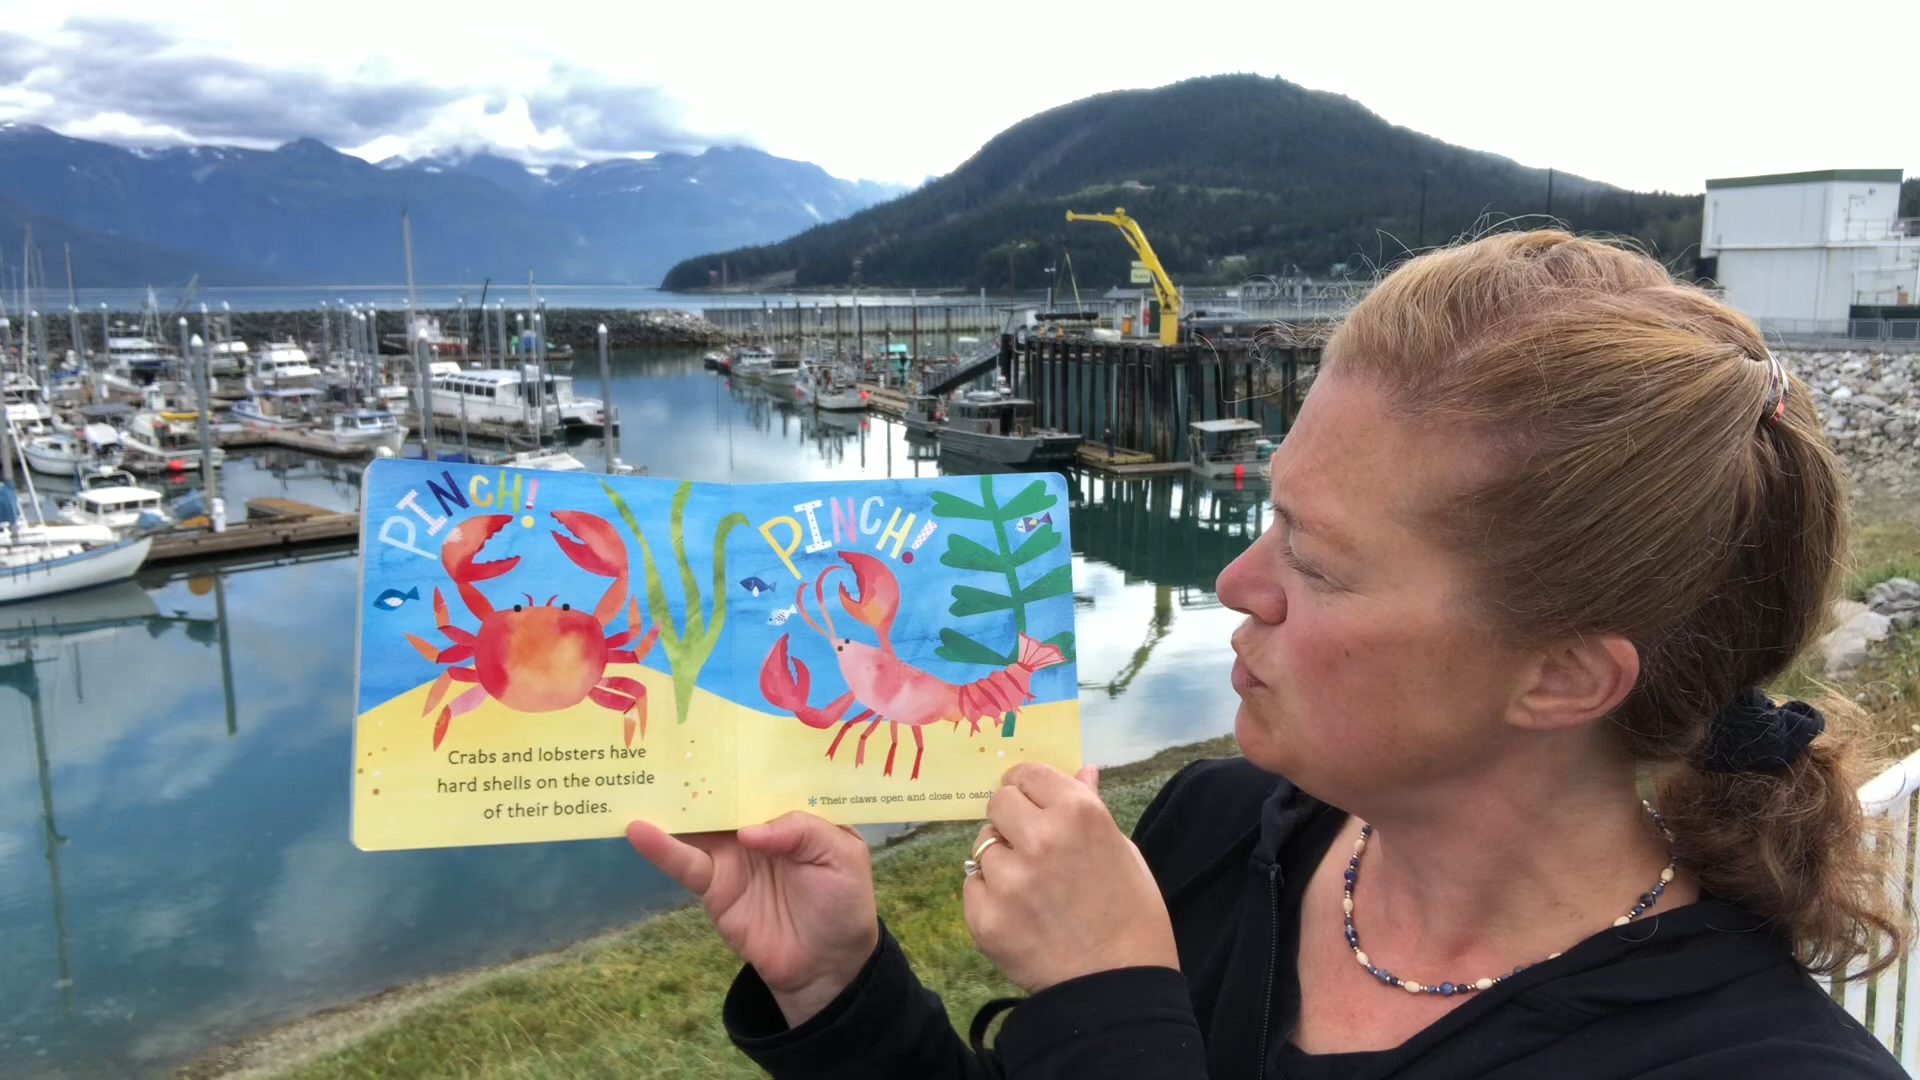 PINCH!
Crabs and lobsters have
hard shells on the outside
of their bodies.
PINCH!
* Their claws open and close to catch